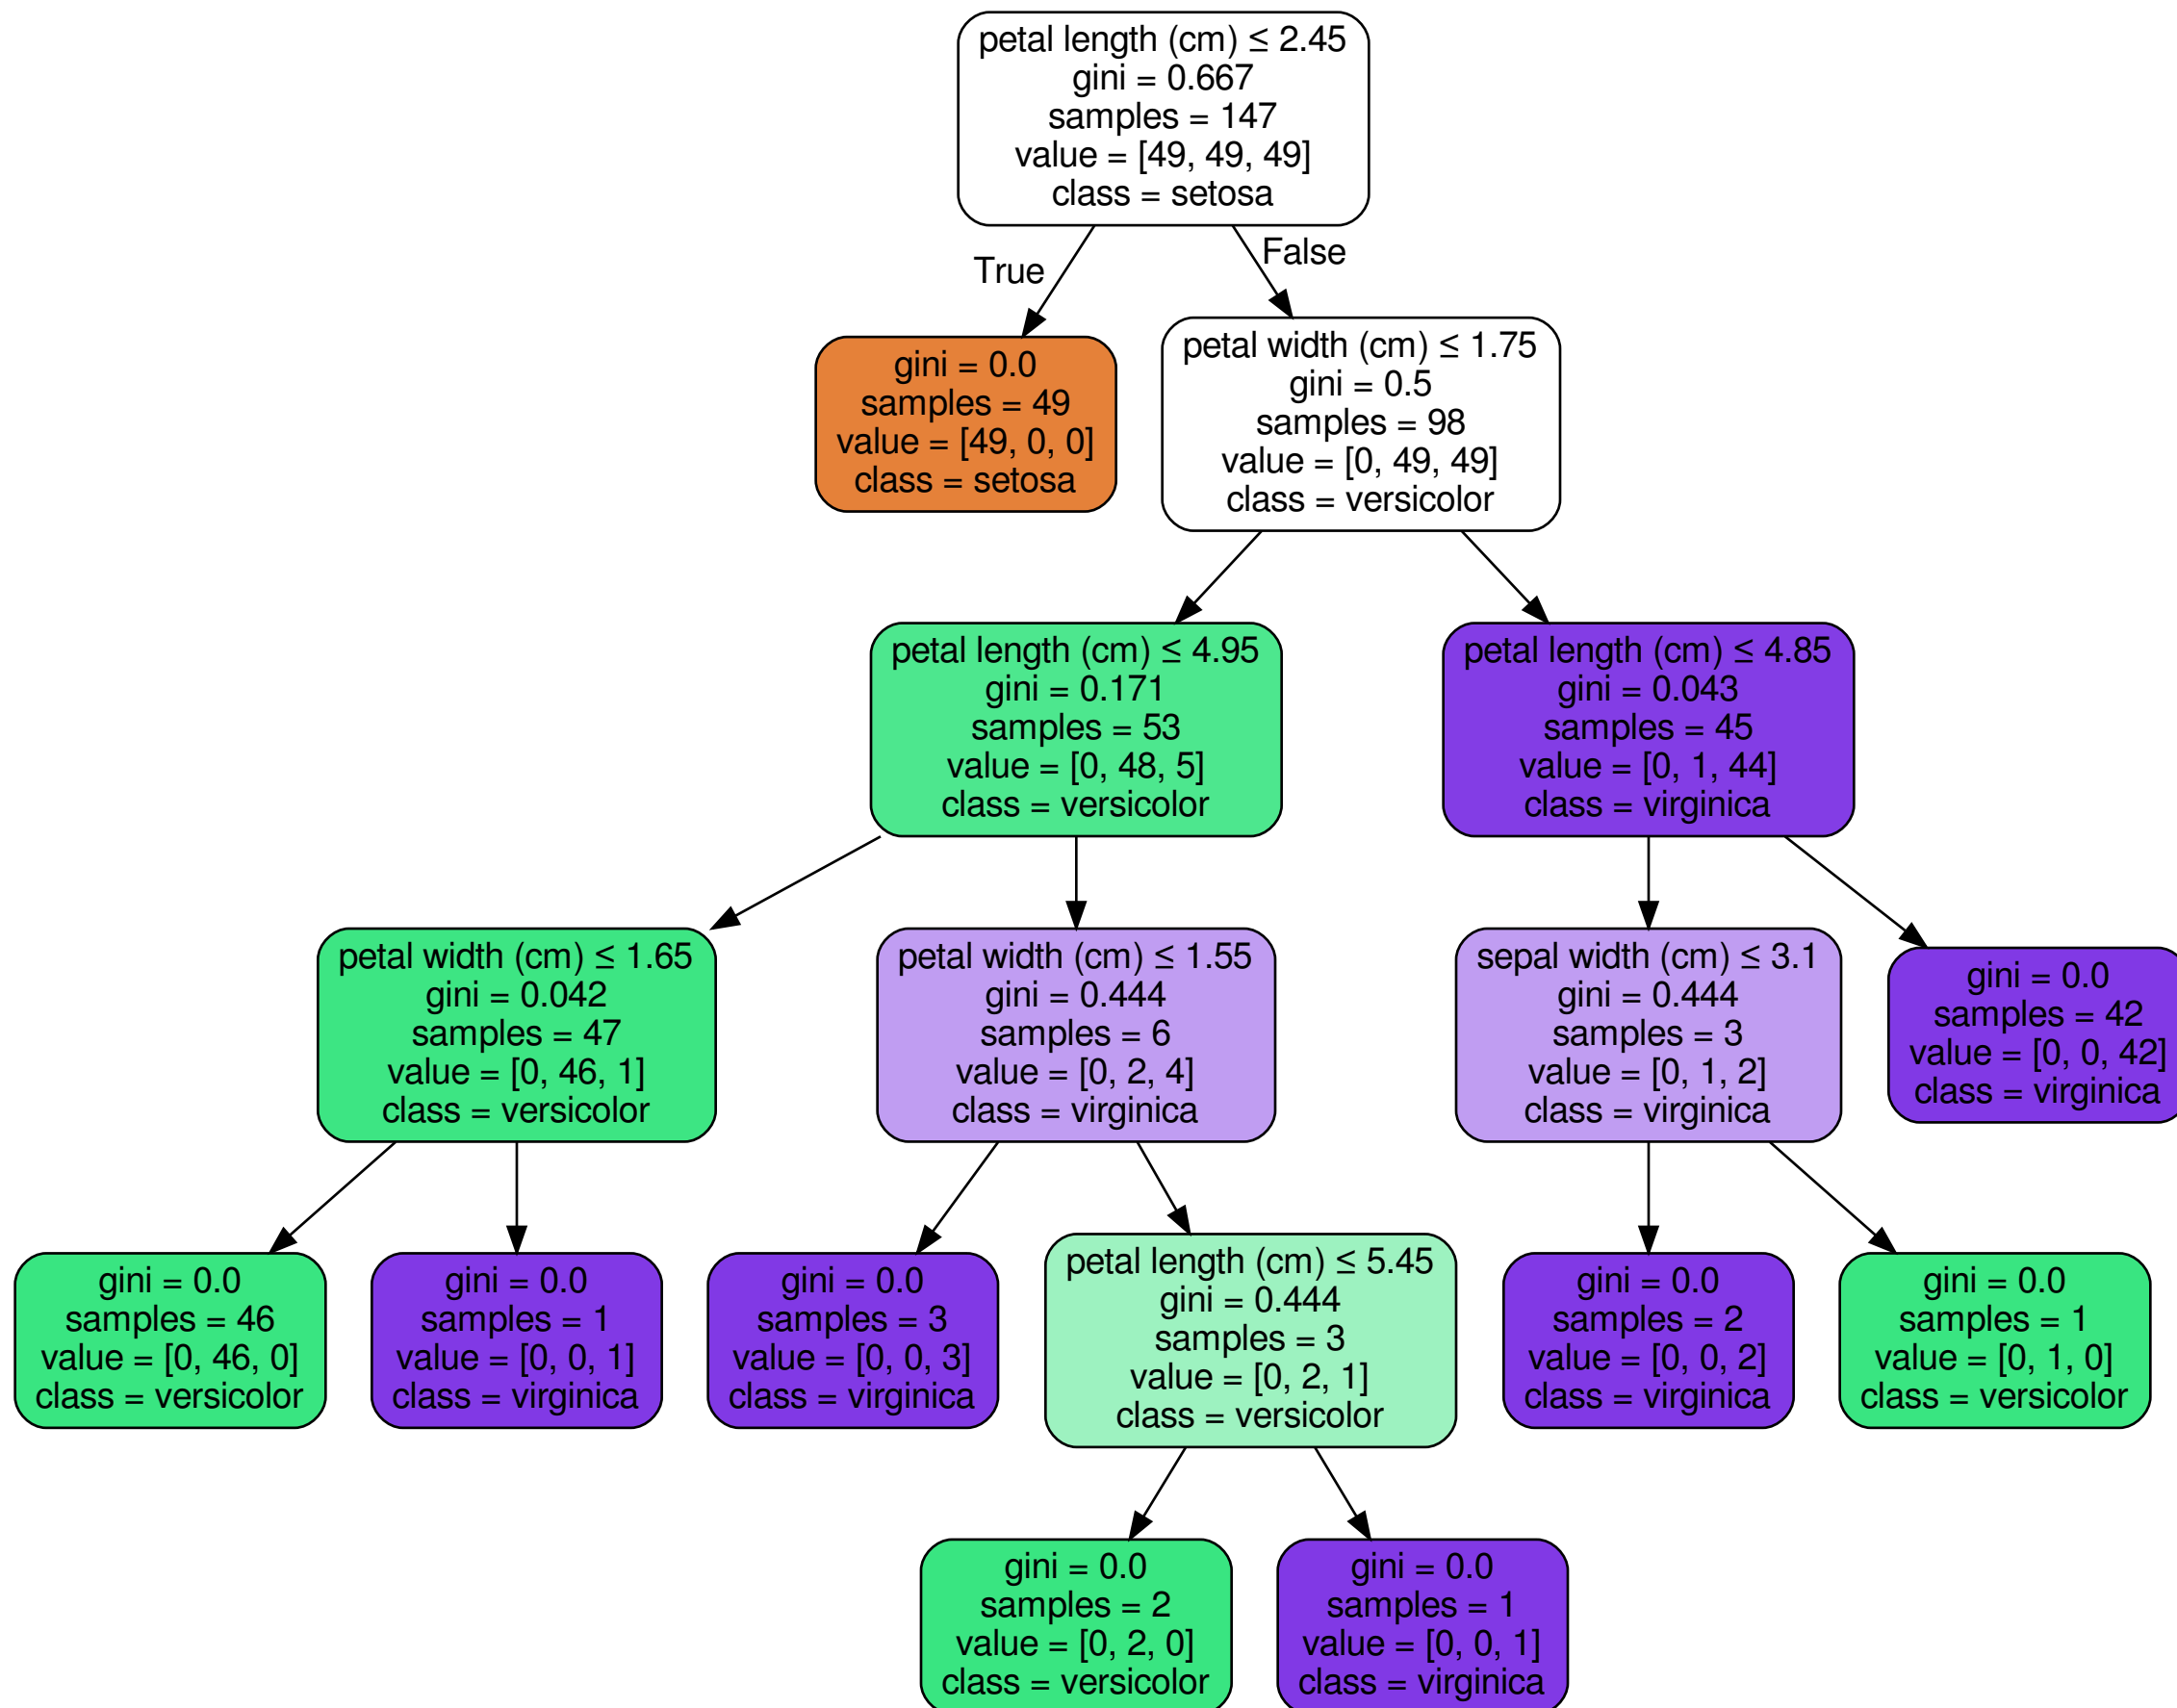 petal length (cm) ≤ 2.45
gini = 0.667
samples = 147
value = [49, 49, 49]
class = setosa
True
False
gini = 0.0
samples = 49
value = [49, 0, 0]
class = setosa
petal width (cm) ≤ 1.75
gini = 0.5
samples = 98
value = [0, 49, 49]
class = versicolor
petal length (cm) ≤ 4.95
gini = 0.171
samples = 53
value = [0, 48, 5]
class = versicolor
petal length (cm) ≤ 4.85
gini = 0.043
samples = 45
value = [0, 1, 44]
class = virginica
petal width (cm) ≤ 1.65
gini = 0.042
samples = 47
value = [0, 46, 1]
class = versicolor
petal width (cm) ≤ 1.55
gini = 0.444
samples = 6
value = [0, 2, 4]
class = virginica
sepal width (cm) ≤ 3.1
gini = 0.444
samples = 3
value = [0, 1, 2]
class = virginica
gini = 0.0
samples = 42
value = [0, 0, 42]
class = virginica
gini = 0.0
samples = 46
value = [0, 46, 0]
class = versicolor
gini = 0.0
samples = 1
value = [0, 0, 1]
class = virginica
gini = 0.0
samples = 3
value = [0, 0, 3]
class = virginica
petal length (cm) ≤ 5.45
gini = 0.444
samples = 3
value = [0, 2, 1]
class = versicolor
gini = 0.0
samples = 2
value = [0, 0, 2]
class = virginica
gini = 0.0
samples = 1
value = [0, 1, 0]
class = versicolor
gini = 0.0
samples = 2
value = [0, 2, 0]
class = versicolor
gini = 0.0
samples = 1
value = [0, 0, 1]
class = virginica